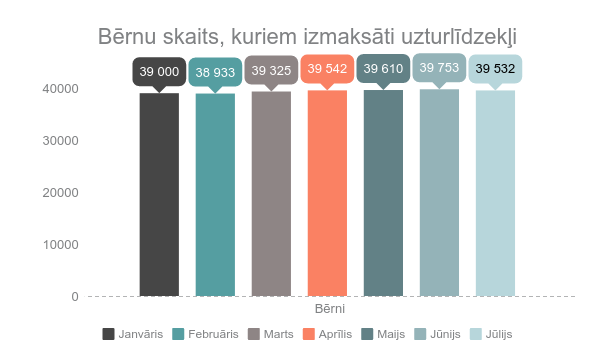 Bērnu skaits, kuriem izmaksāti uzturlīdzekļi
39 000 38 933 39 325 39 542 39 610 39 753 39 532
40000
30000
20000
10000
0
Bērni
Janvāris Februāris Marts Aprīlis Maijs Jūnijs Jūlijs